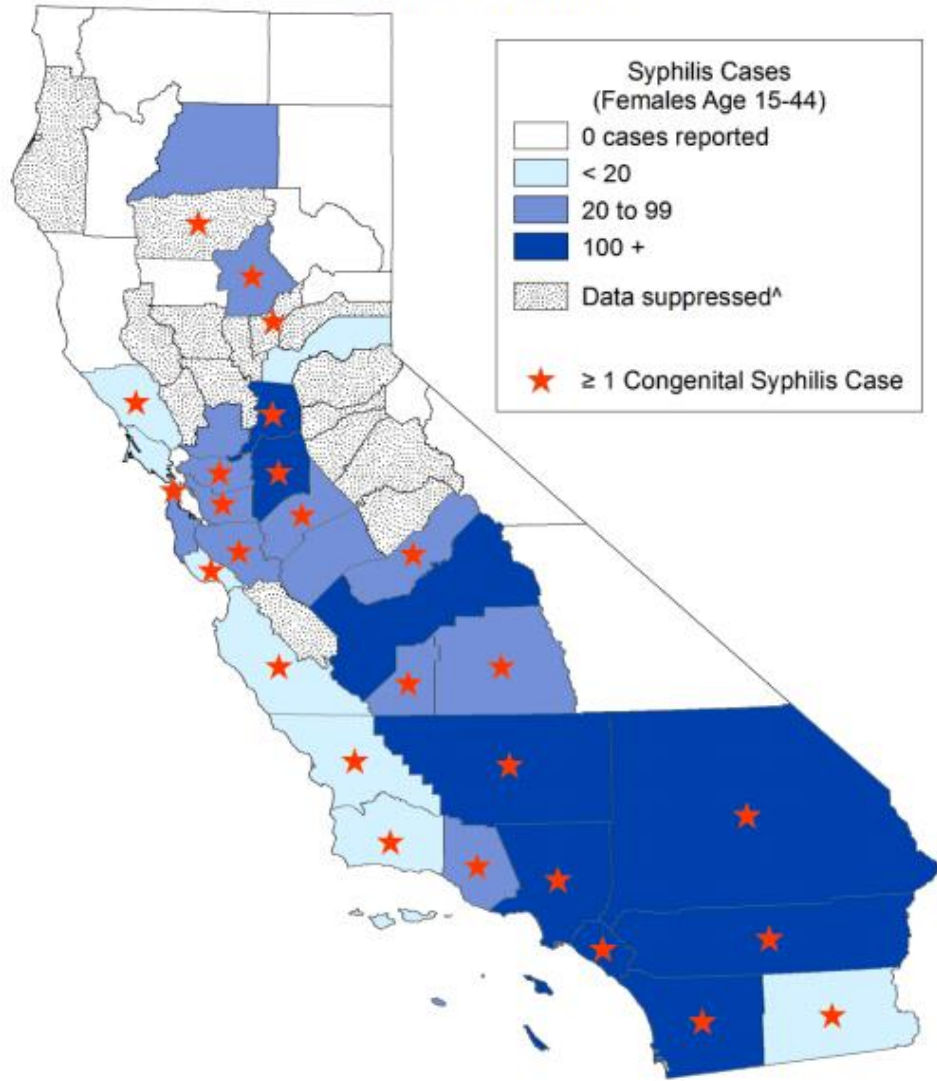 Syphilis Cases
(Females Age 15-44)
0 cases reported
< 20
20 to 99
100 +
Data suppressed^
≥ 1 Congenital Syphilis Case